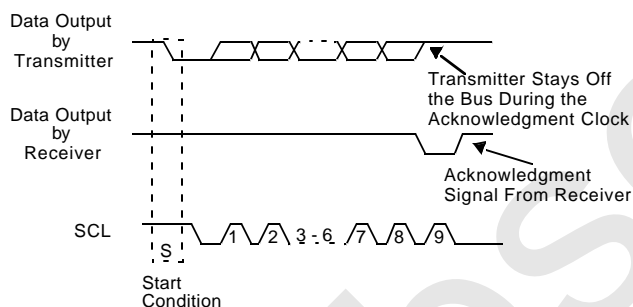 Data Output
by
Transmitter
Transmitter Stays Off
the Bus During the
Acknowledgment Clock
Data Output
by
Receiver
Acknowledgment
Signal From Receiver
SCL
S
1
2
3 - 6
7
8
9
Start
Condition